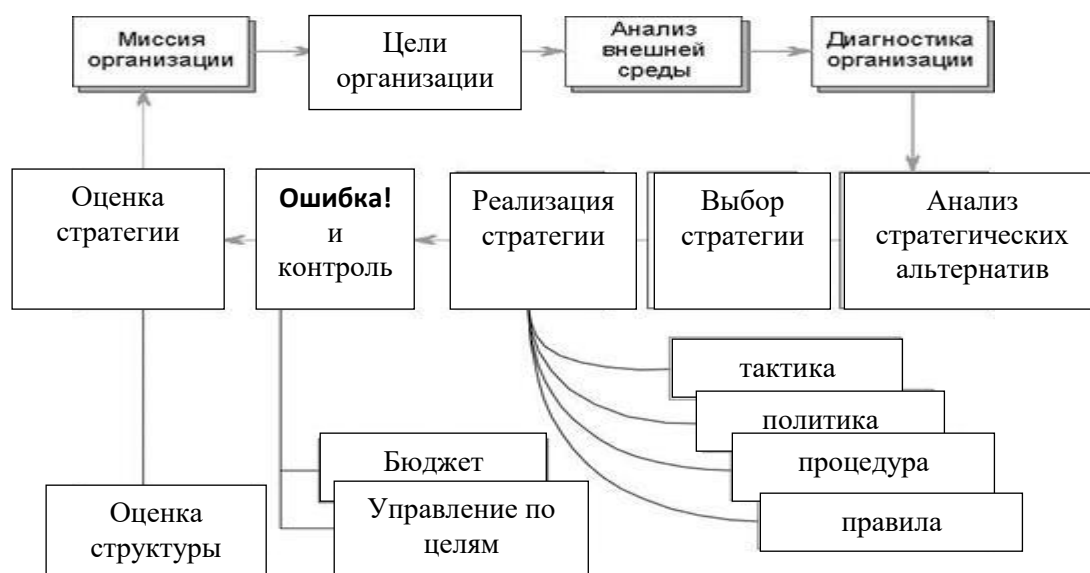 Миссия
организации
Цели
организации
Анализ
внешней
среды
Диагностика
организации
Оценка
стратегии
Ошибка!
и
контроль
Реализация
стратегии
Выбор
стратегии
Анализ
стратегических
альтернатив
тактика
политика
процедура
правила
Бюджет
Управление по
целям
Оценка
структуры